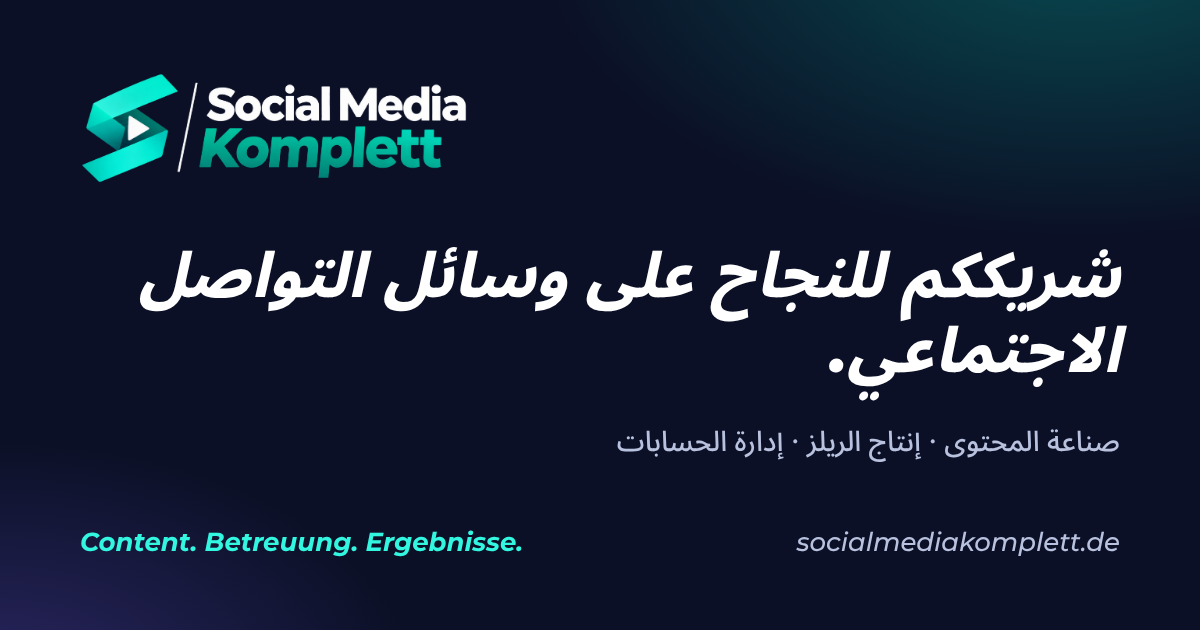 Social Media
Komplett
شريككم للنجاح على وسائل التواصل
الاجتماعي.
صناعة المحتوى · إنتاج الريلز · إدارة الحسابات
Content. Betreuung. Ergebnisse.
socialmediakomplett.de